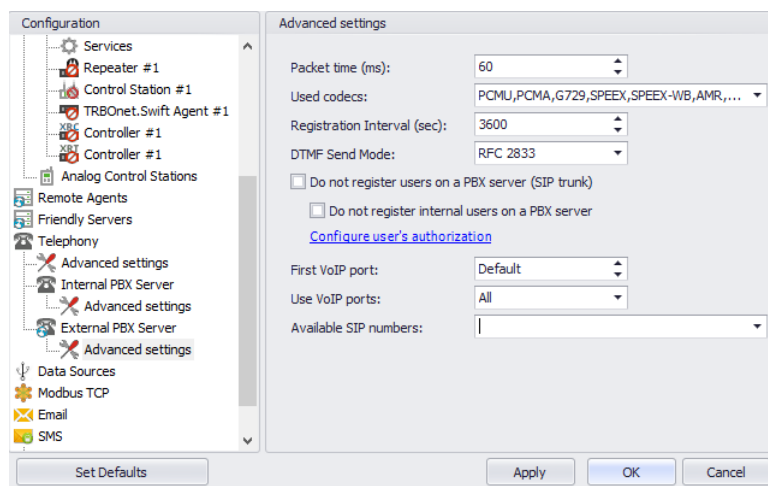 Configuration
Services
Repeater #1
Control Station #1
TRBOnet.Swift Agent #1
XRC Controller #1
XRT Controller #1
Analog Control Stations
Remote Agents
Friendly Servers
Telephony
Advanced settings
Internal PBX Server
Advanced settings
External PBX Server
Advanced settings
Data Sources
Modbus TCP
Email
SMS
Set Defaults
Advanced settings
Packet time (ms): 60
Used codecs: PCMU,PCMA,G729,SPEEX,SPEEX-WB,AMR,...
Registration Interval (sec): 3600
DTMF Send Mode: RFC 2833
Do not register users on a PBX server (SIP trunk)
Do not register internal users on a PBX server
Configure user's authorization
First VoIP port: Default
Use VoIP ports: All
Available SIP numbers:
Apply OK Cancel